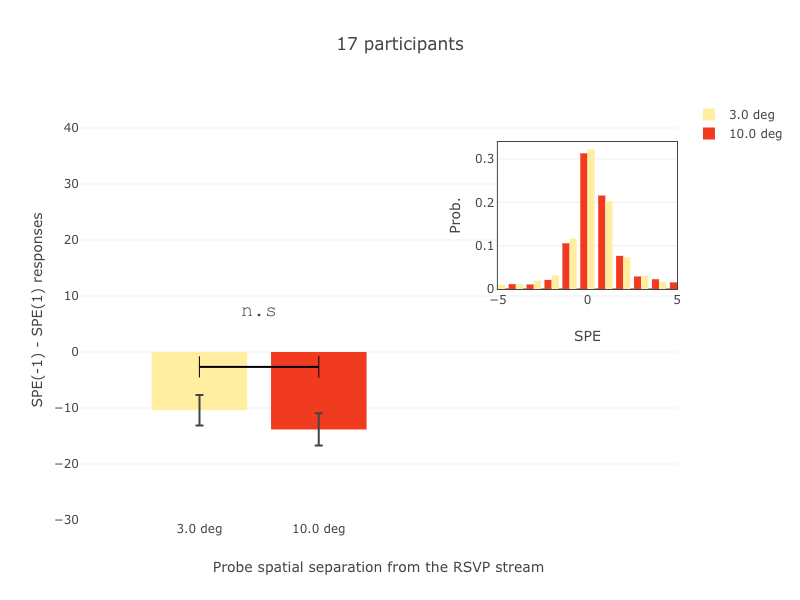 17 participants
3.0 deg
10.0 deg
40
30
20
10
0
−10
−20
−30
SPE(-1) - SPE(1) responses
n.s
3.0 deg
10.0 deg
Probe spatial separation from the RSVP stream
0.3
0.2
0.1
0
Prob.
−5
0
5
SPE